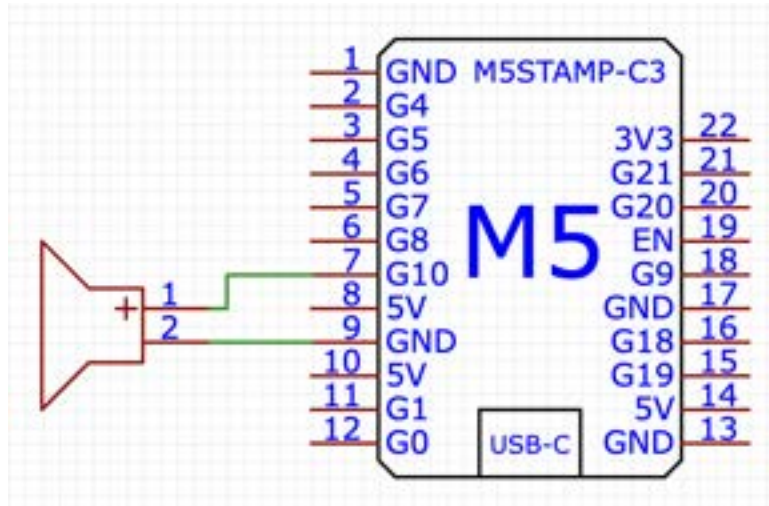 1 GND M5STAMP-C3
2 G4
3 G5 3V3 22
4 G6 G21 21
5 G7 G20 20
6 G8 M5 EN 19
7 G10 G9 18
+ 1 8 5V GND 17
2 9 GND G18 16
10 5V G19 15
11 G1 5V 14
12 G0 USB-C GND 13